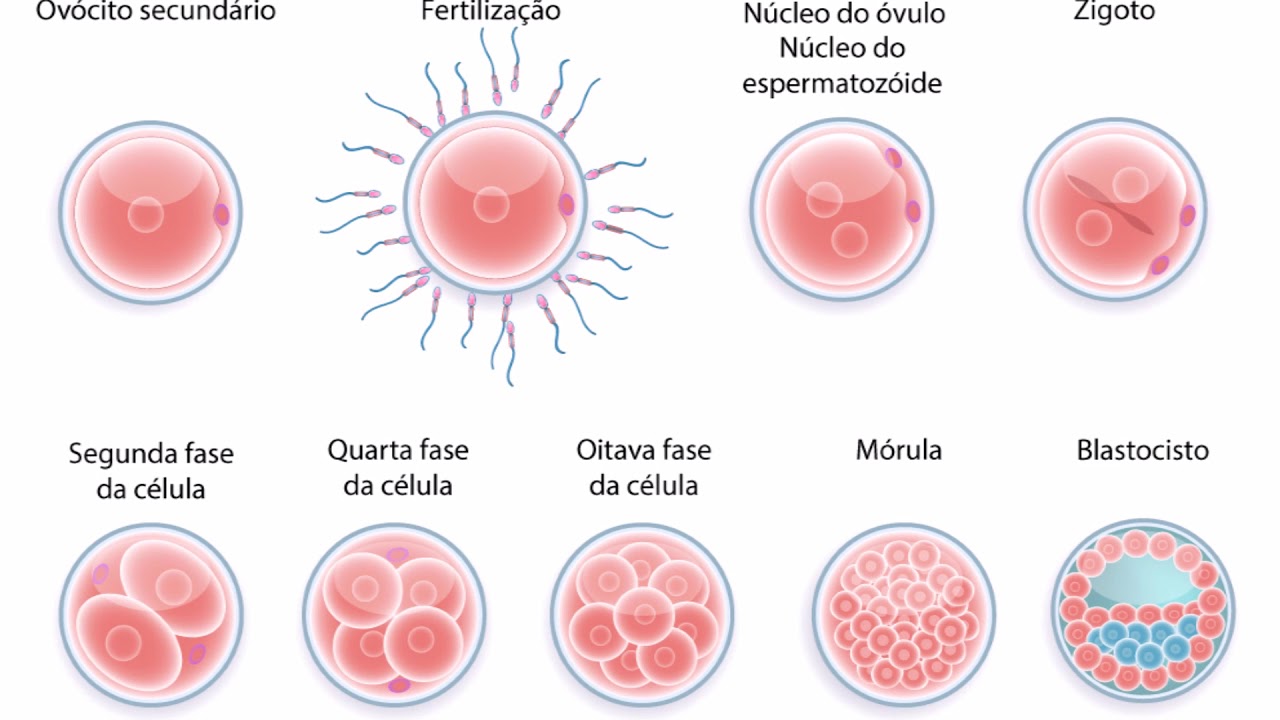 Ovócito secundário
Fertilização
Núcleo do óvulo
Núcleo do
espermatozóide
Zigoto
Segunda fase
da célula
Quarta fase
da célula
Oitava fase
da célula
Mórula
Blastocisto